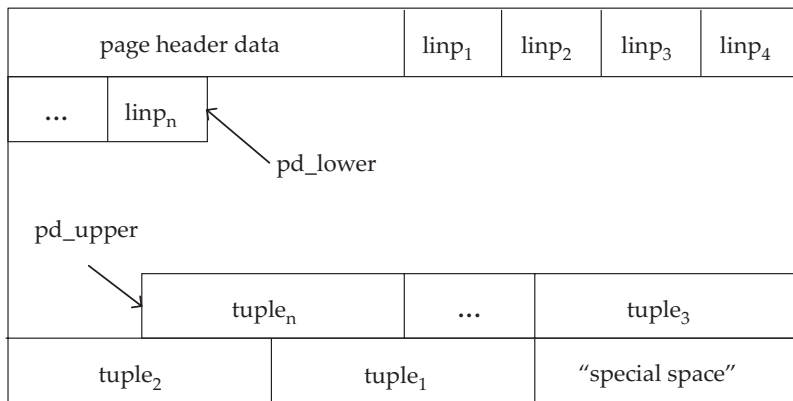 page header data linp₁ linp₂ linp₃ linp₄
... linpₙ
pd_lower
pd_upper
tupleₙ ... tuple₃
tuple₂ tuple₁ “special space”